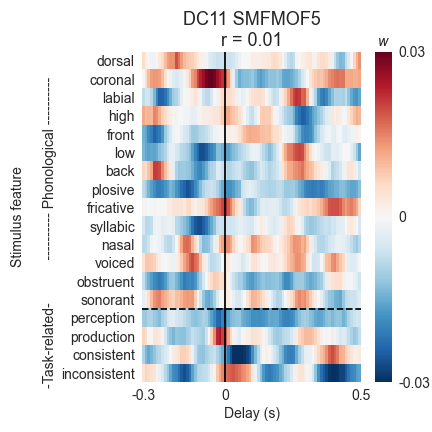 DC11 SMFMOF5
r = 0.01
w
Stimulus feature
---------- Phonological ----------
-Task-related-
dorsal
coronal
labial
high
front
low
back
plosive
fricative
syllabic
nasal
voiced
obstruent
sonorant
perception
production
consistent
inconsistent
-0.3
0
0.5
Delay (s)
0.03
0
-0.03